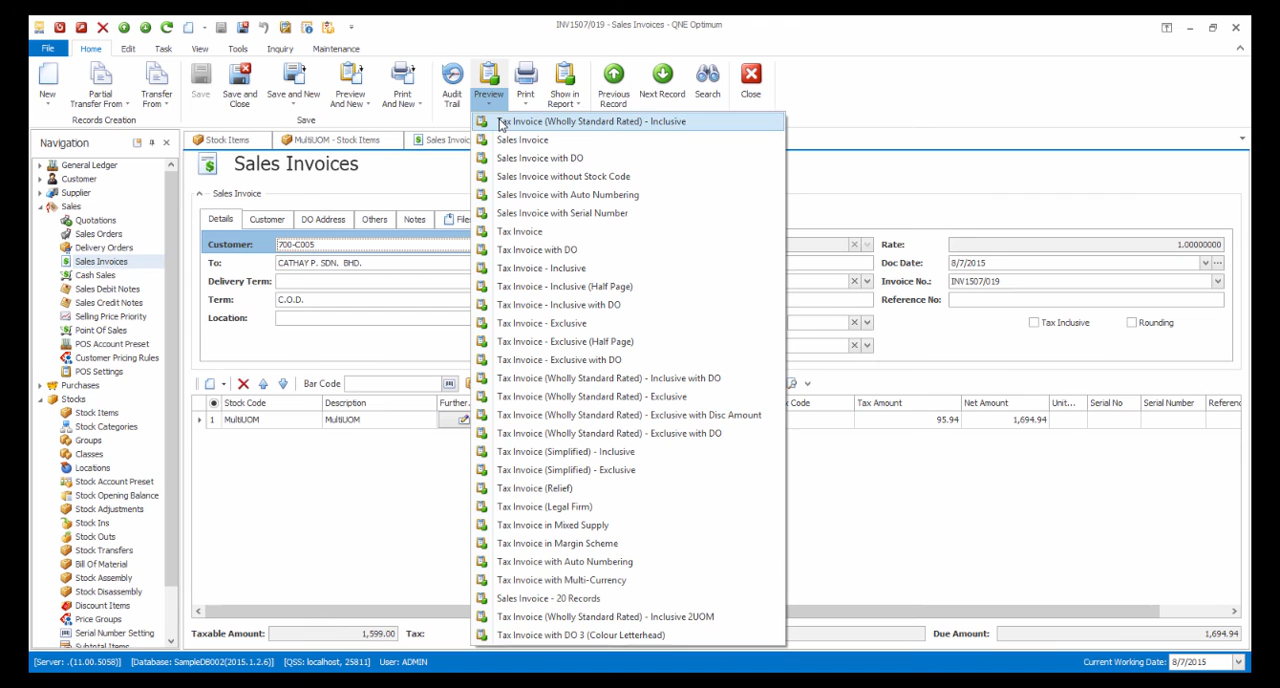 INV1507/019 - Sales Invoices - QNE Optimum
File Home Edit Task View Tools Inquiry Maintenance
New
Partial Transfer From
Transfer From
Save
Save and Close
Save and New
Preview And New
Print And New
Audit Trail
Preview
Print
Show in Report
Previous Record
Next Record
Search
Close
Records Creation
Save
Navigation
General Ledger
Customer
Supplier
Sales
Quotations
Sales Orders
Delivery Orders
Sales Invoices
Cash Sales
Sales Debit Notes
Sales Credit Notes
Selling Price Priority
Point Of Sales
POS Account Preset
Customer Pricing Rules
POS Settings
Purchases
Stocks
Stock Items
Stock Categories
Groups
Classes
Locations
Stock Account Preset
Stock Opening Balance
Stock Adjustments
Stock Ins
Stock Outs
Stock Transfers
Bill Of Material
Stock Assembly
Stock Disassembly
Discount Items
Price Groups
Serial Number Setting
Subtotal Items
Stock Items
MultiUOM - Stock Items
Sales Invoic
Sales Invoices
Sales Invoice
Details Customer DO Address Others Notes Files
Customer: 700-C005
To: CATHAY P. SDN. BHD.
Delivery Term:
Term: C.O.D.
Location:
Rate: 1.00000000
Doc Date: 8/7/2015
Invoice No.: INV1507/019
Reference No:
Tax Inclusive Rounding
Tax Invoice (Wholly Standard Rated) - Inclusive
Sales Invoice
Sales Invoice with DO
Sales Invoice without Stock Code
Sales Invoice with Auto Numbering
Sales Invoice with Serial Number
Tax Invoice
Tax Invoice with DO
Tax Invoice - Inclusive
Tax Invoice - Inclusive (Half Page)
Tax Invoice - Inclusive with DO
Tax Invoice - Exclusive
Tax Invoice - Exclusive (Half Page)
Tax Invoice - Exclusive with DO
Tax Invoice (Wholly Standard Rated) - Inclusive with DO
Tax Invoice (Wholly Standard Rated) - Exclusive
Tax Invoice (Wholly Standard Rated) - Exclusive with Disc Amount
Tax Invoice (Wholly Standard Rated) - Exclusive with DO
Tax Invoice (Simplified) - Inclusive
Tax Invoice (Simplified) - Exclusive
Tax Invoice (Relief)
Tax Invoice (Legal Firm)
Tax Invoice in Mixed Supply
Tax Invoice in Margin Scheme
Tax Invoice with Auto Numbering
Tax Invoice with Multi-Currency
Sales Invoice - 20 Records
Tax Invoice (Wholly Standard Rated) - Inclusive 2UOM
Tax Invoice with DO 3 (Colour Letterhead)
Bar Code
Stock Code Description Further... Code Tax Amount Net Amount Unit... Serial No Serial Number Referenc
1 MultiUOM MultiUOM 95.94 1,694.94
Taxable Amount: 1,599.00 Tax: Due Amount: 1,694.94
[Server: .(11.00.5058)] [Database: SampleDB002(2015.1.2.6)] [QSS: localhost, 25811] User: ADMIN Current Working Date: 8/7/2015